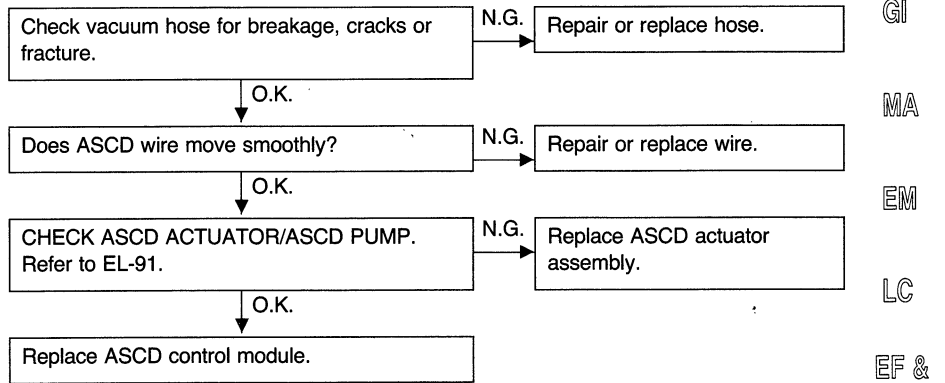 Check vacuum hose for breakage, cracks or
fracture.
N.G.
Repair or replace hose.
GI
O.K.
MA
Does ASCD wire move smoothly?
N.G.
Repair or replace wire.
O.K.
EM
CHECK ASCD ACTUATOR/ASCD PUMP.
Refer to EL-91.
N.G.
Replace ASCD actuator
assembly.
LC
O.K.
Replace ASCD control module.
EF &